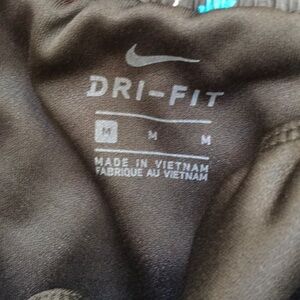 DRI-FIT
M M M
MADE IN VIETNAM
FABRIQUE AU VIETNAM